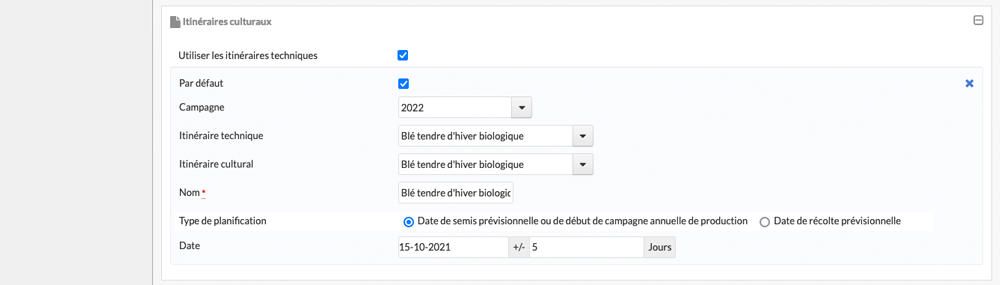 Itinéraires culturaux
Utiliser les itinéraires techniques
Par défaut
Campagne 2022
Itinéraire technique Blé tendre d'hiver biologique
Itinéraire cultural Blé tendre d'hiver biologique
Nom * Blé tendre d'hiver biologic
Type de planification Date de semis prévisionnelle ou de début de campagne annuelle de production Date de récolte prévisionnelle
Date 15-10-2021 +/- 5 Jours